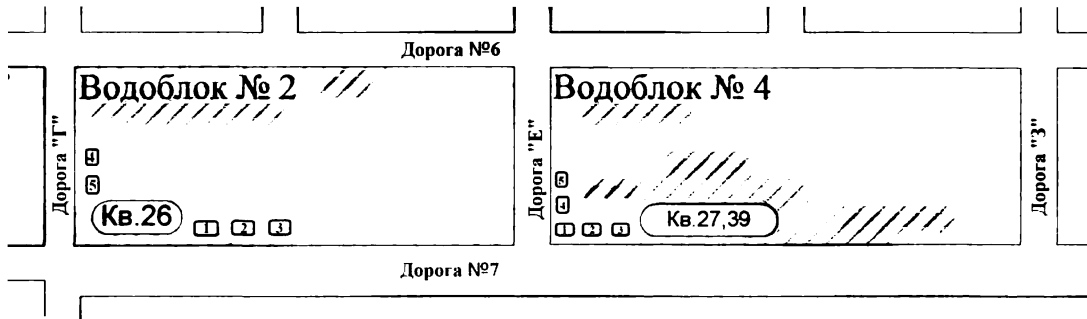 Дорога №6
Водоблок № 2
Водоблок № 4
Дорога "Г"
Дорога "Е"
Дорога "З"
4
5
Кв.26
1 2 3
5
4
1 2 3
Кв.27,39
Дорога №7